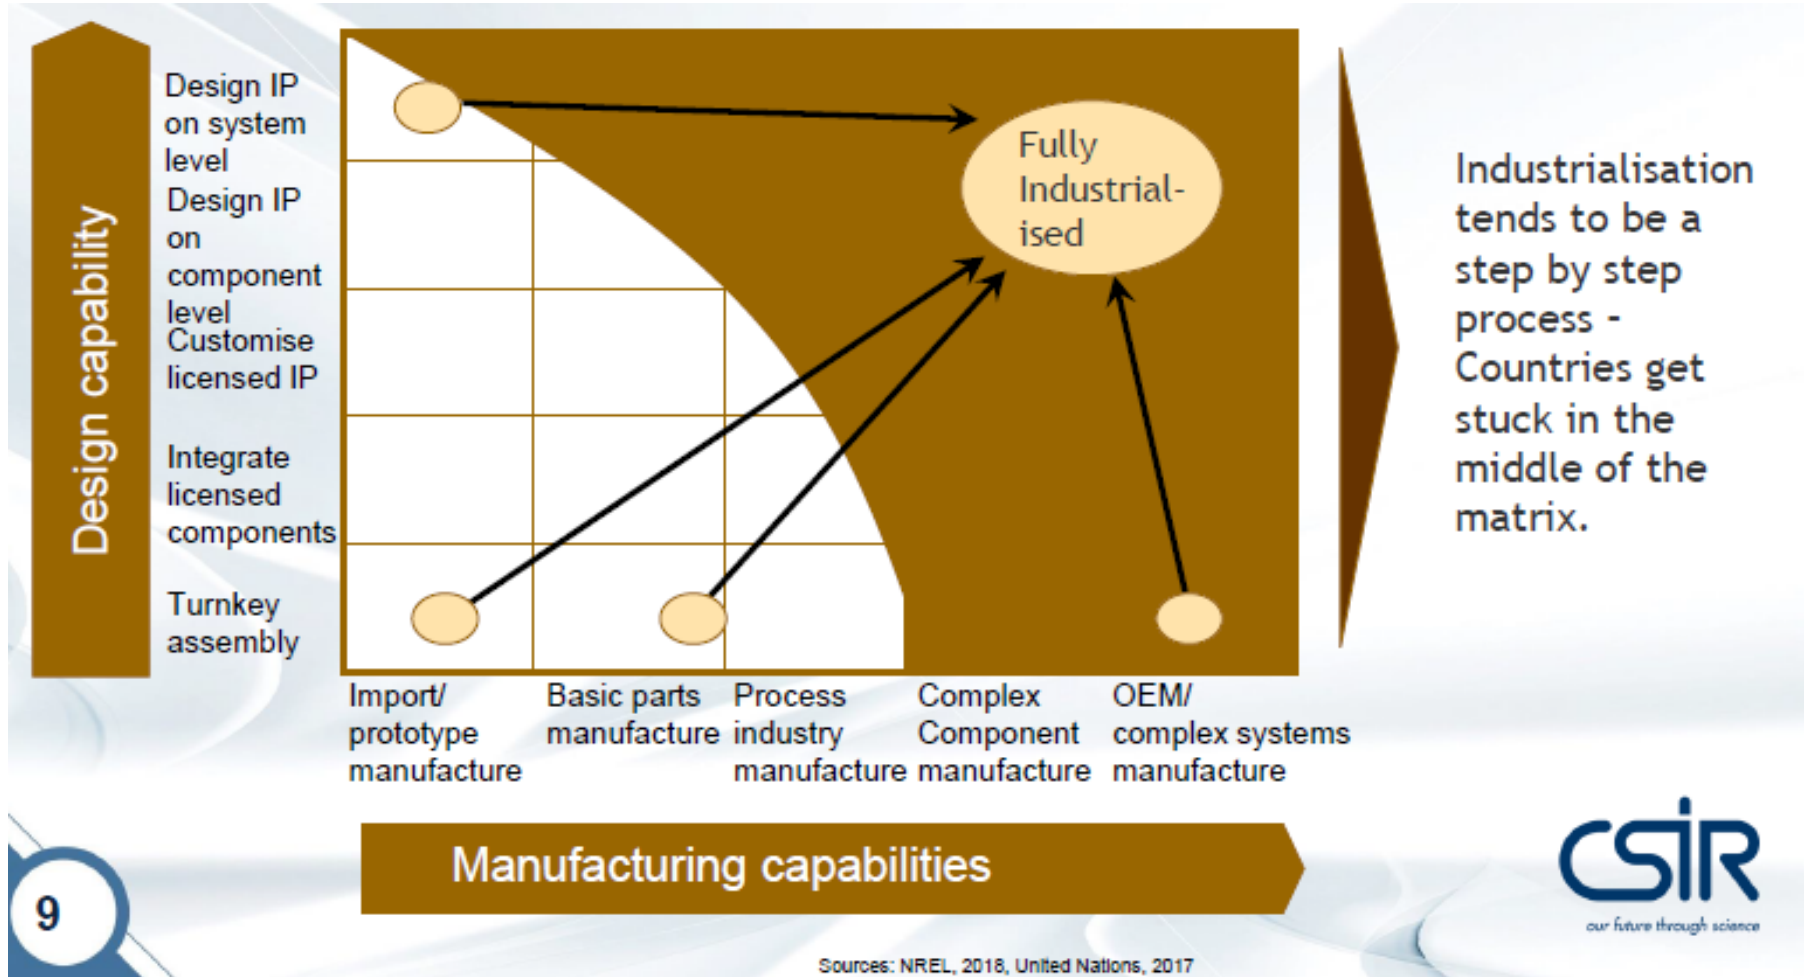 Design capability
Design IP
on system
level
Design IP
on
component
level
Customise
licensed IP
Integrate
licensed
components
Turnkey
assembly
Fully
Industrial-
ised
Import/
prototype
manufacture
Basic parts
manufacture
Process
industry
manufacture
Complex
Component
manufacture
OEM/
complex systems
manufacture
Manufacturing capabilities
Industrialisation
tends to be a
step by step
process -
Countries get
stuck in the
middle of the
matrix.
9
CSIR
our future through science
Sources: NREL, 2018, United Nations, 2017